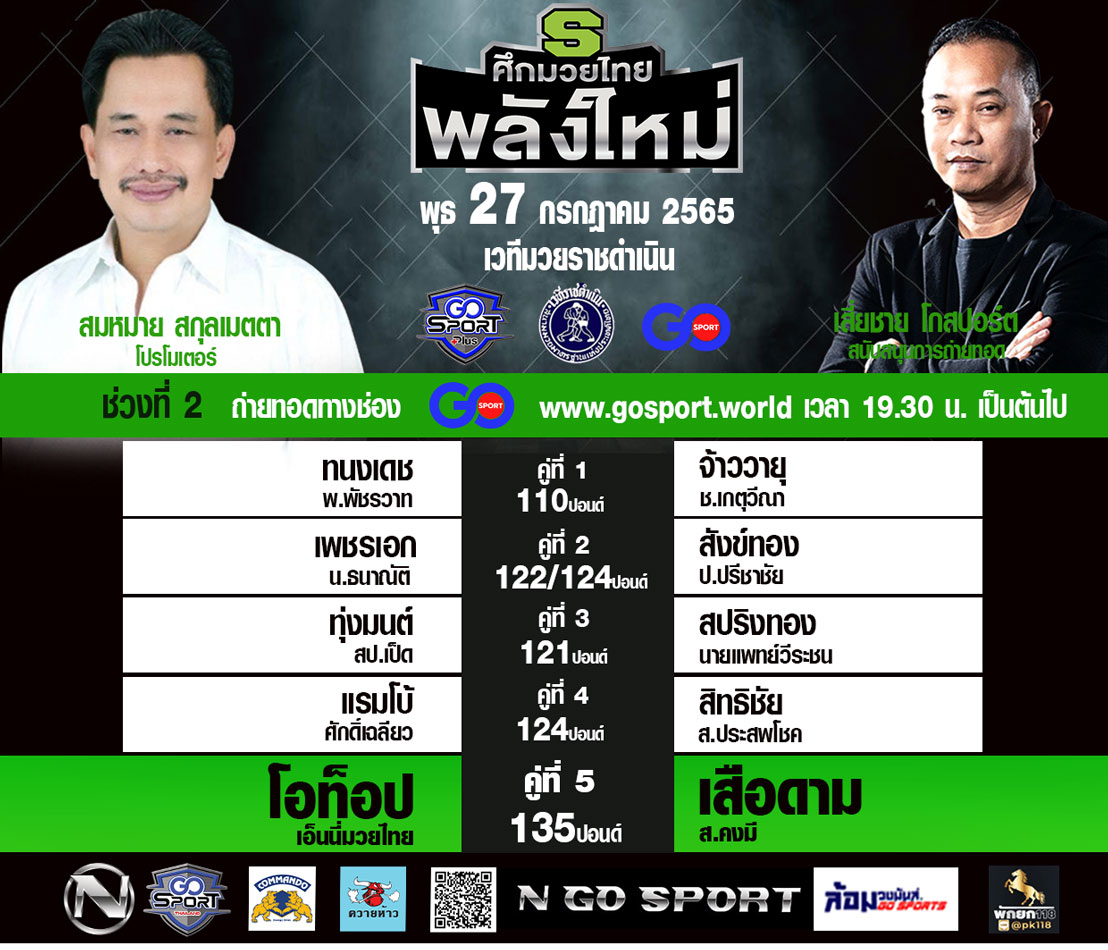 S
ศึกมวยไทย
พลังใหม่
พุธ 27 กรกฎาคม 2565
เวทีมวยราชดำเนิน
สมหมาย สกุลเมตตา
โปรโมเตอร์
GO SPORT Plus
GO SPORT
เสี่ยชาย โกสปอร์ต
สนับสนุนการถ่ายทอด
ช่วงที่ 2 ถ่ายทอดทางช่อง GO SPORT www.gosport.world เวลา 19.30 น. เป็นต้นไป
ทนงเดช คู่ที่ 1 จ้าววายุ
พ.พัชรวาท 110ปอนด์ ช.เกตุวีณา
เพชรเอก คู่ที่ 2 สังข์ทอง
น.ธนาณัติ 122/124ปอนด์ ป.ปรีชาชัย
ทุ่งมนต์ คู่ที่ 3 สปริงทอง
สป.เป็ด 121ปอนด์ นายแพทย์วีระชน
แรมโบ้ คู่ที่ 4 สิทธิชัย
ศักดิ์เฉลียว 124ปอนด์ ส.ประสพโชค
โอท็อป คู่ที่ 5 เสือดาม
เอ็นนี่มวยไทย 135ปอนด์ ส.คงมี
N
GO SPORT THAILAND
COMMANDO
ควายห้าว
N GO SPORT
ล้อมวงมันส์.
GO SPORTS
พกยก118
@pk118